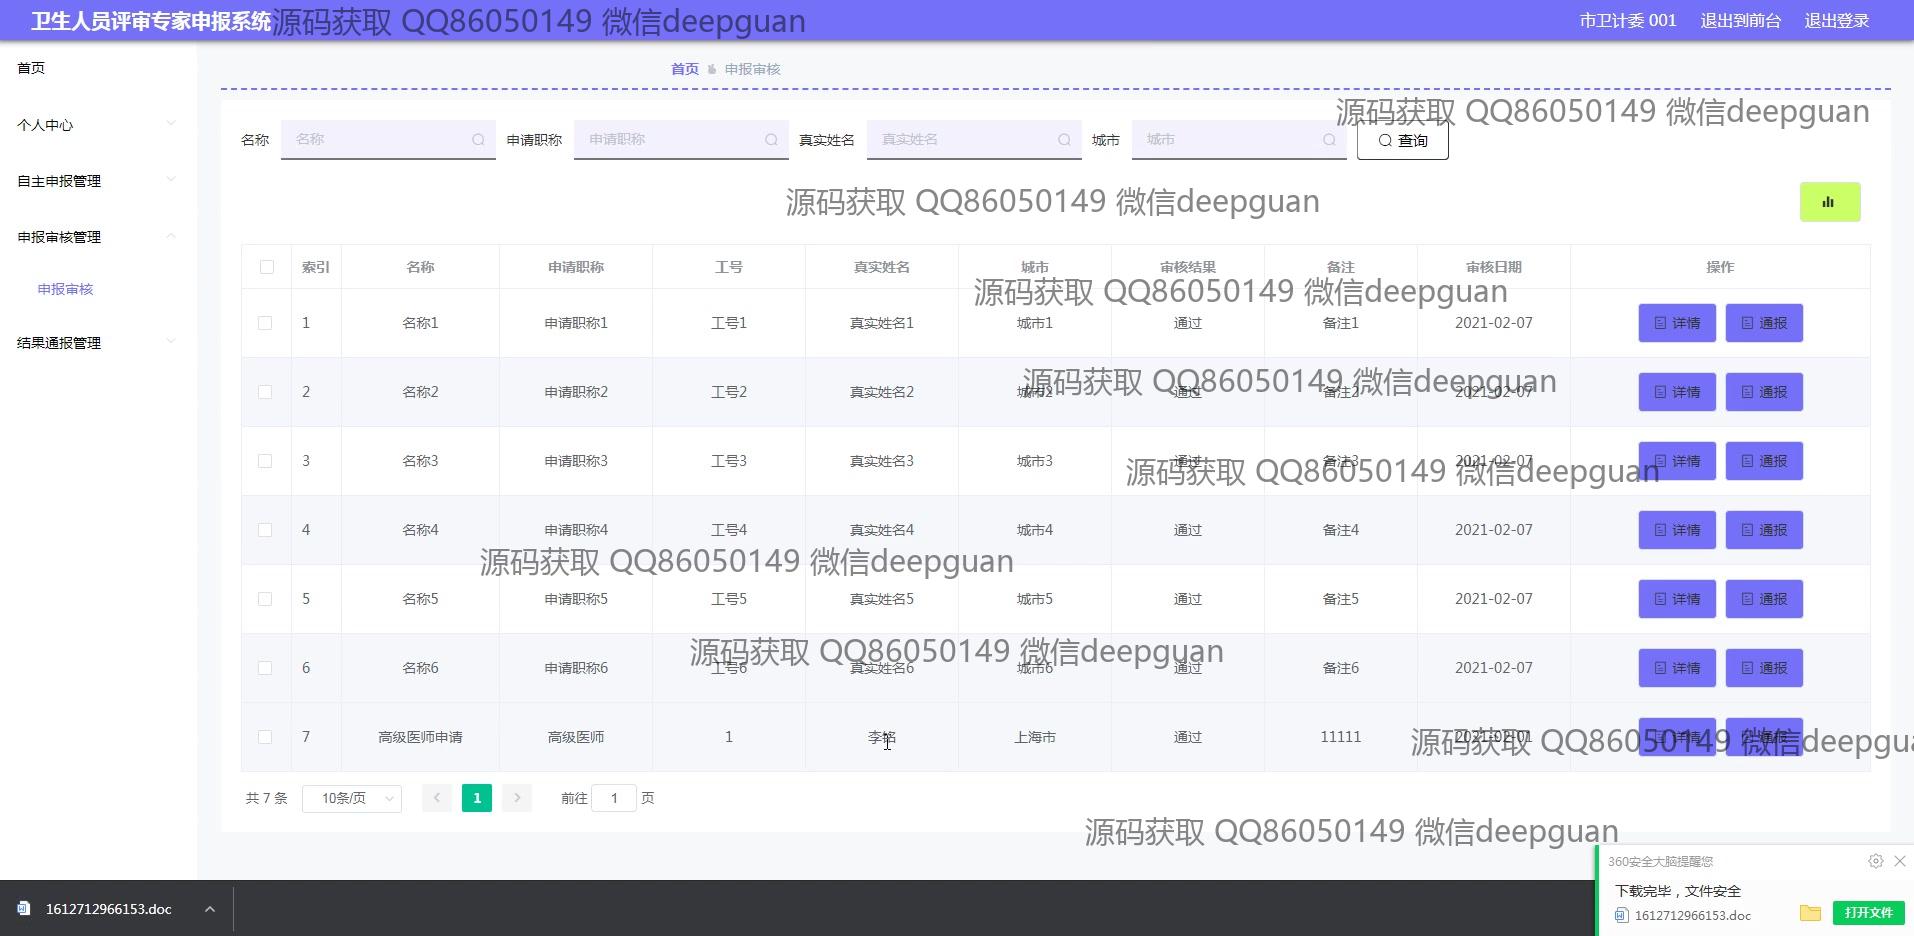 卫生人员评审专家申报系统 源码获取 QQ86050149 微信deepguan 市卫计委 001 退出到前台 退出登录
首页
首页 申报审核
源码获取 QQ86050149 微信deepguan
个人中心
名称 名称 申请职称 申请职称 真实姓名 真实姓名 城市 城市 查询
自主申报管理
源码获取 QQ86050149 微信deepguan
申报审核管理
申报审核
结果通报管理
索引 名称 申请职称 工号 真实姓名 城市 审核结果 备注 审核日期 操作
源码获取 QQ86050149 微信deepguan
1 名称1 申请职称1 工号1 真实姓名1 城市1 通过 备注1 2021-02-07 详情 通报
源码获取 QQ86050149 微信deepguan
2 名称2 申请职称2 工号2 真实姓名2 城市2 通过 备注2 2021-02-07 详情 通报
3 名称3 申请职称3 工号3 真实姓名3 城市3 通过 备注3 2021-02-07 详情 通报
源码获取 QQ86050149 微信deepguan
4 名称4 申请职称4 工号4 真实姓名4 城市4 通过 备注4 2021-02-07 详情 通报
源码获取 QQ86050149 微信deepguan
5 名称5 申请职称5 工号5 真实姓名5 城市5 通过 备注5 2021-02-07 详情 通报
源码获取 QQ86050149 微信deepguan
6 名称6 申请职称6 工号6 真实姓名6 城市6 通过 备注6 2021-02-07 详情 通报
7 高级医师申请 高级医师 1 李 上海市 通过 11111 2021-02-01 详情 通报
源码获取 QQ86050149 微信deepgua
共 7 条 10条/页 1 前往 1 页
源码获取 QQ86050149 微信deepguan
360安全大脑提醒您
下载完毕，文件安全
1612712966153.doc 打开文件
1612712966153.doc